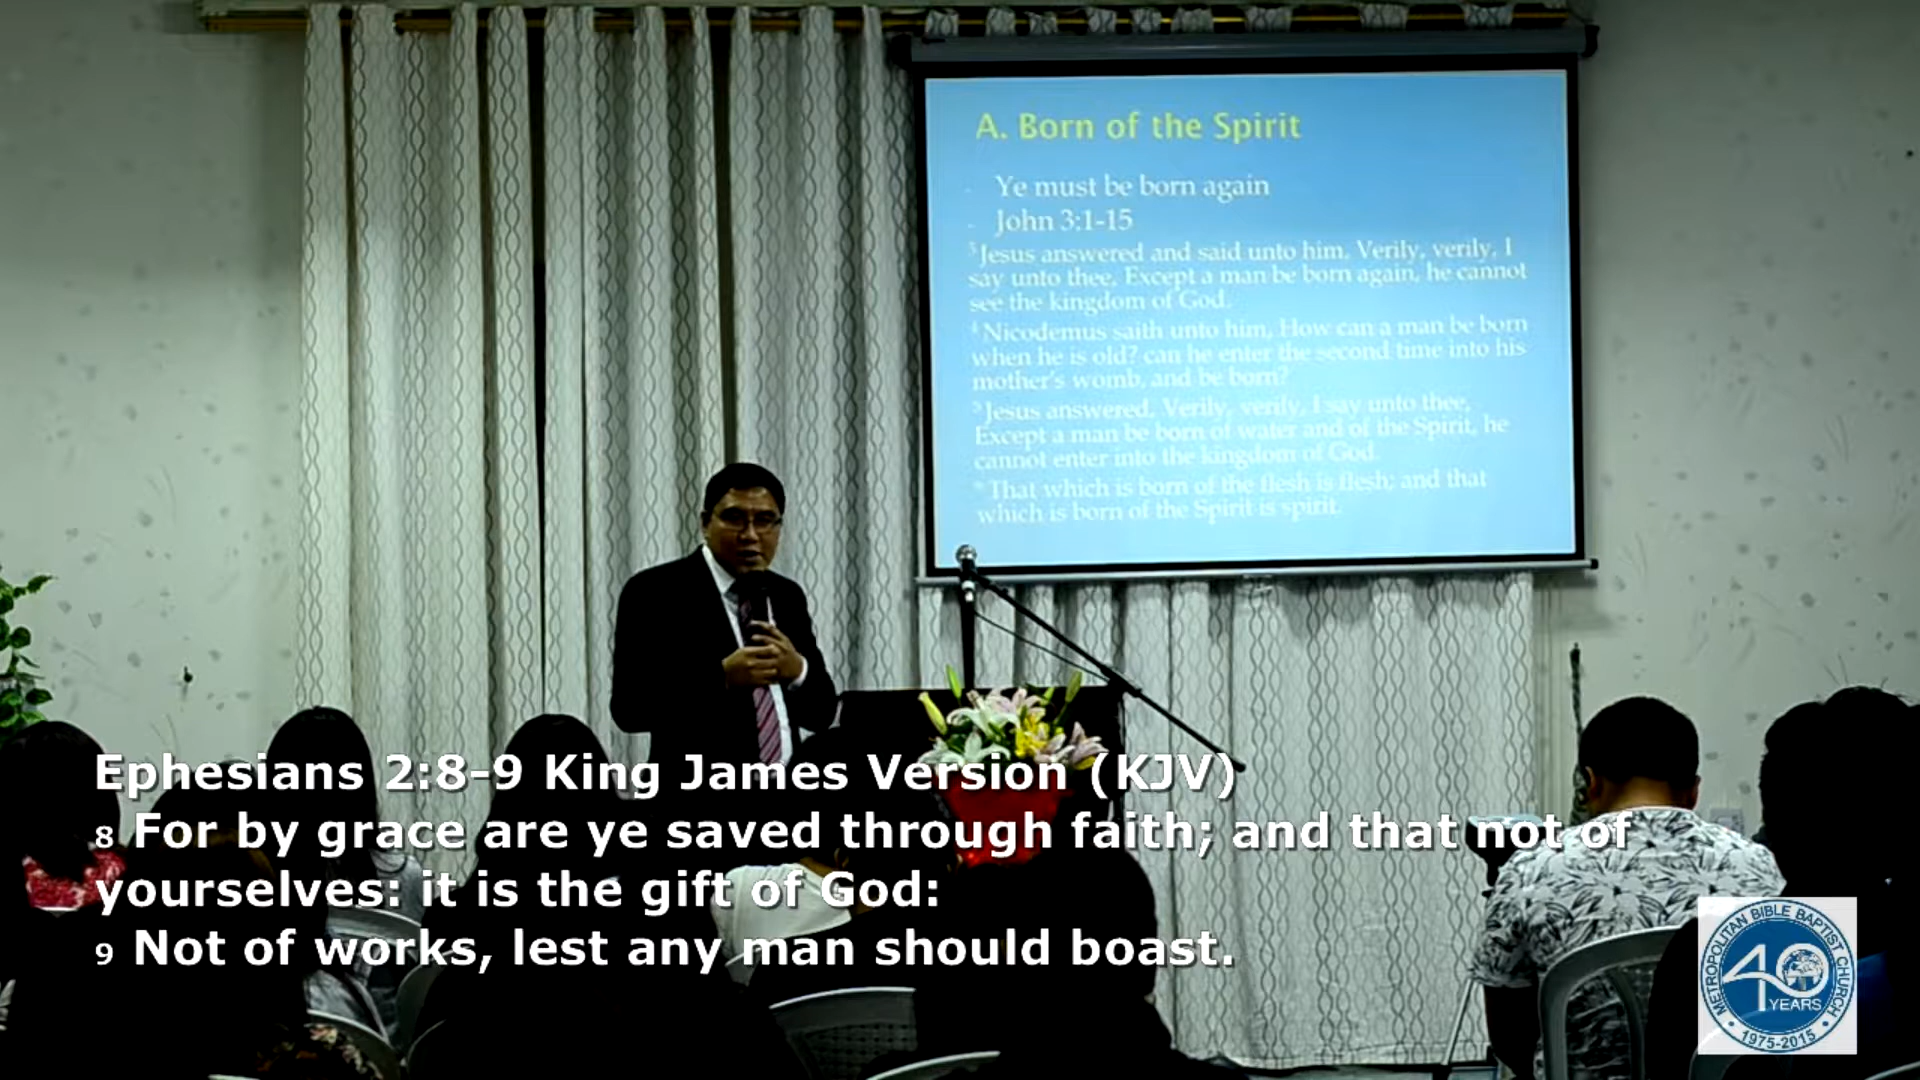 A. Born of the Spirit
- Ye must be born again
- John 3:1-15
3 Jesus answered and said unto him, Verily, verily, I
say unto thee, Except a man be born again, he cannot
see the kingdom of God.
4 Nicodemus saith unto him, How can a man be born
when he is old? can he enter the second time into his
mother's womb, and be born?
5 Jesus answered, Verily, verily, I say unto thee,
Except a man be born of water and of the Spirit, he
cannot enter into the kingdom of God.
6 That which is born of the flesh is flesh; and that
which is born of the Spirit is spirit.
Ephesians 2:8-9 King James Version (KJV)
8 For by grace are ye saved through faith; and that not of
yourselves: it is the gift of God:
9 Not of works, lest any man should boast.
METROPOLITAN BIBLE BAPTIST CHURCH
40
YEARS
• 1975-2015 •